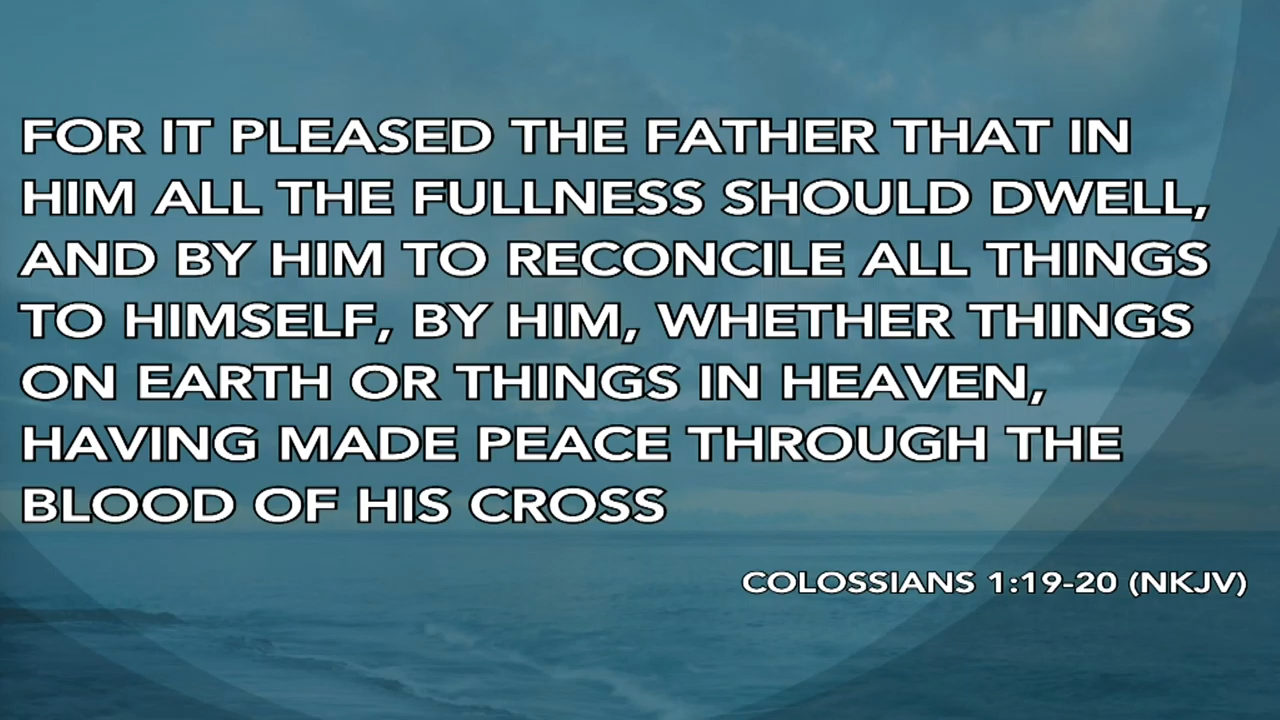 FOR IT PLEASED THE FATHER THAT IN
HIM ALL THE FULLNESS SHOULD DWELL,
AND BY HIM TO RECONCILE ALL THINGS
TO HIMSELF, BY HIM, WHETHER THINGS
ON EARTH OR THINGS IN HEAVEN,
HAVING MADE PEACE THROUGH THE
BLOOD OF HIS CROSS
COLOSSIANS 1:19-20 (NKJV)